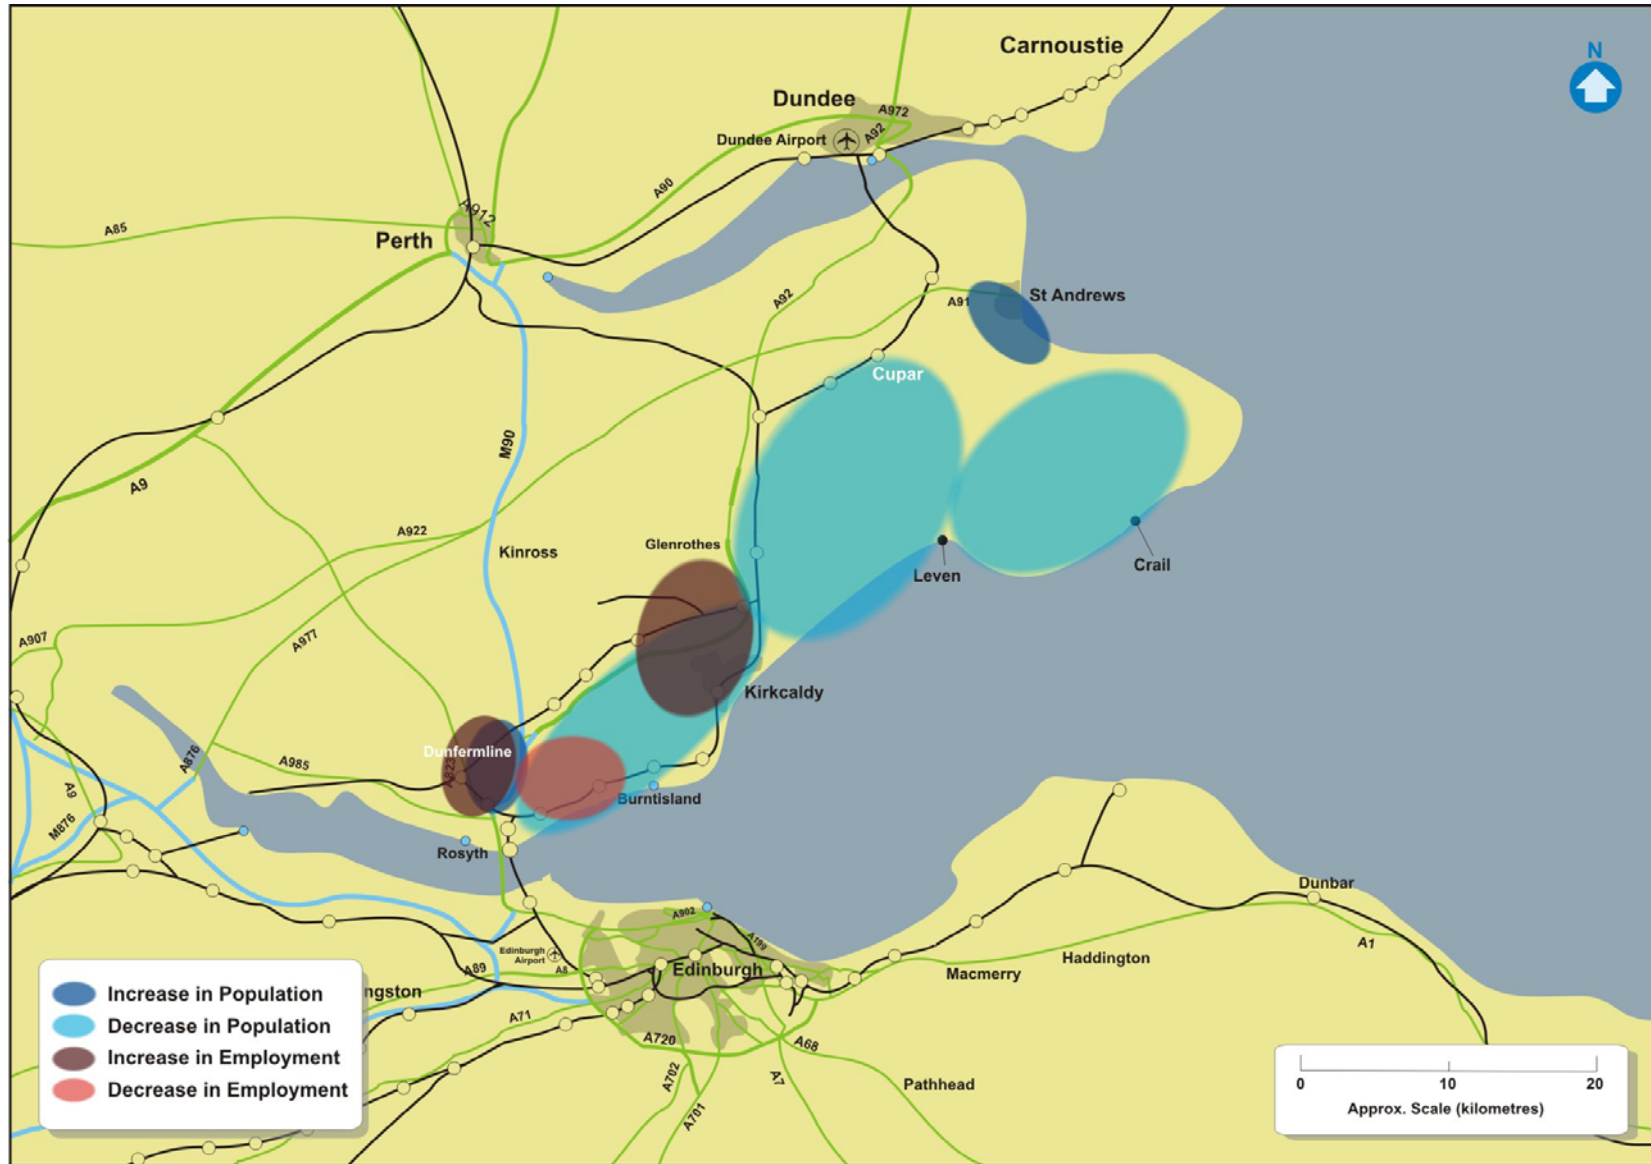 Carnoustie
N
Dundee
A972
A92
Dundee Airport
A90
A912
A85
Perth
A92
A91
St Andrews
Cupar
M90
A9
A922
Kinross
Glenrothes
Leven
Crail
A907
A977
Kirkcaldy
Dunfermline
A823
A876
A985
A9
M876
Burntisland
Rosyth
Dunbar
A902
A199
A1
Edinburgh
Airport
A8
A89
Edinburgh
Haddington
Macmerry
ngston
A71
A720
A68
A702
A7
A701
Pathhead
Increase in Population
Decrease in Population
Increase in Employment
Decrease in Employment
0 10 20
Approx. Scale (kilometres)